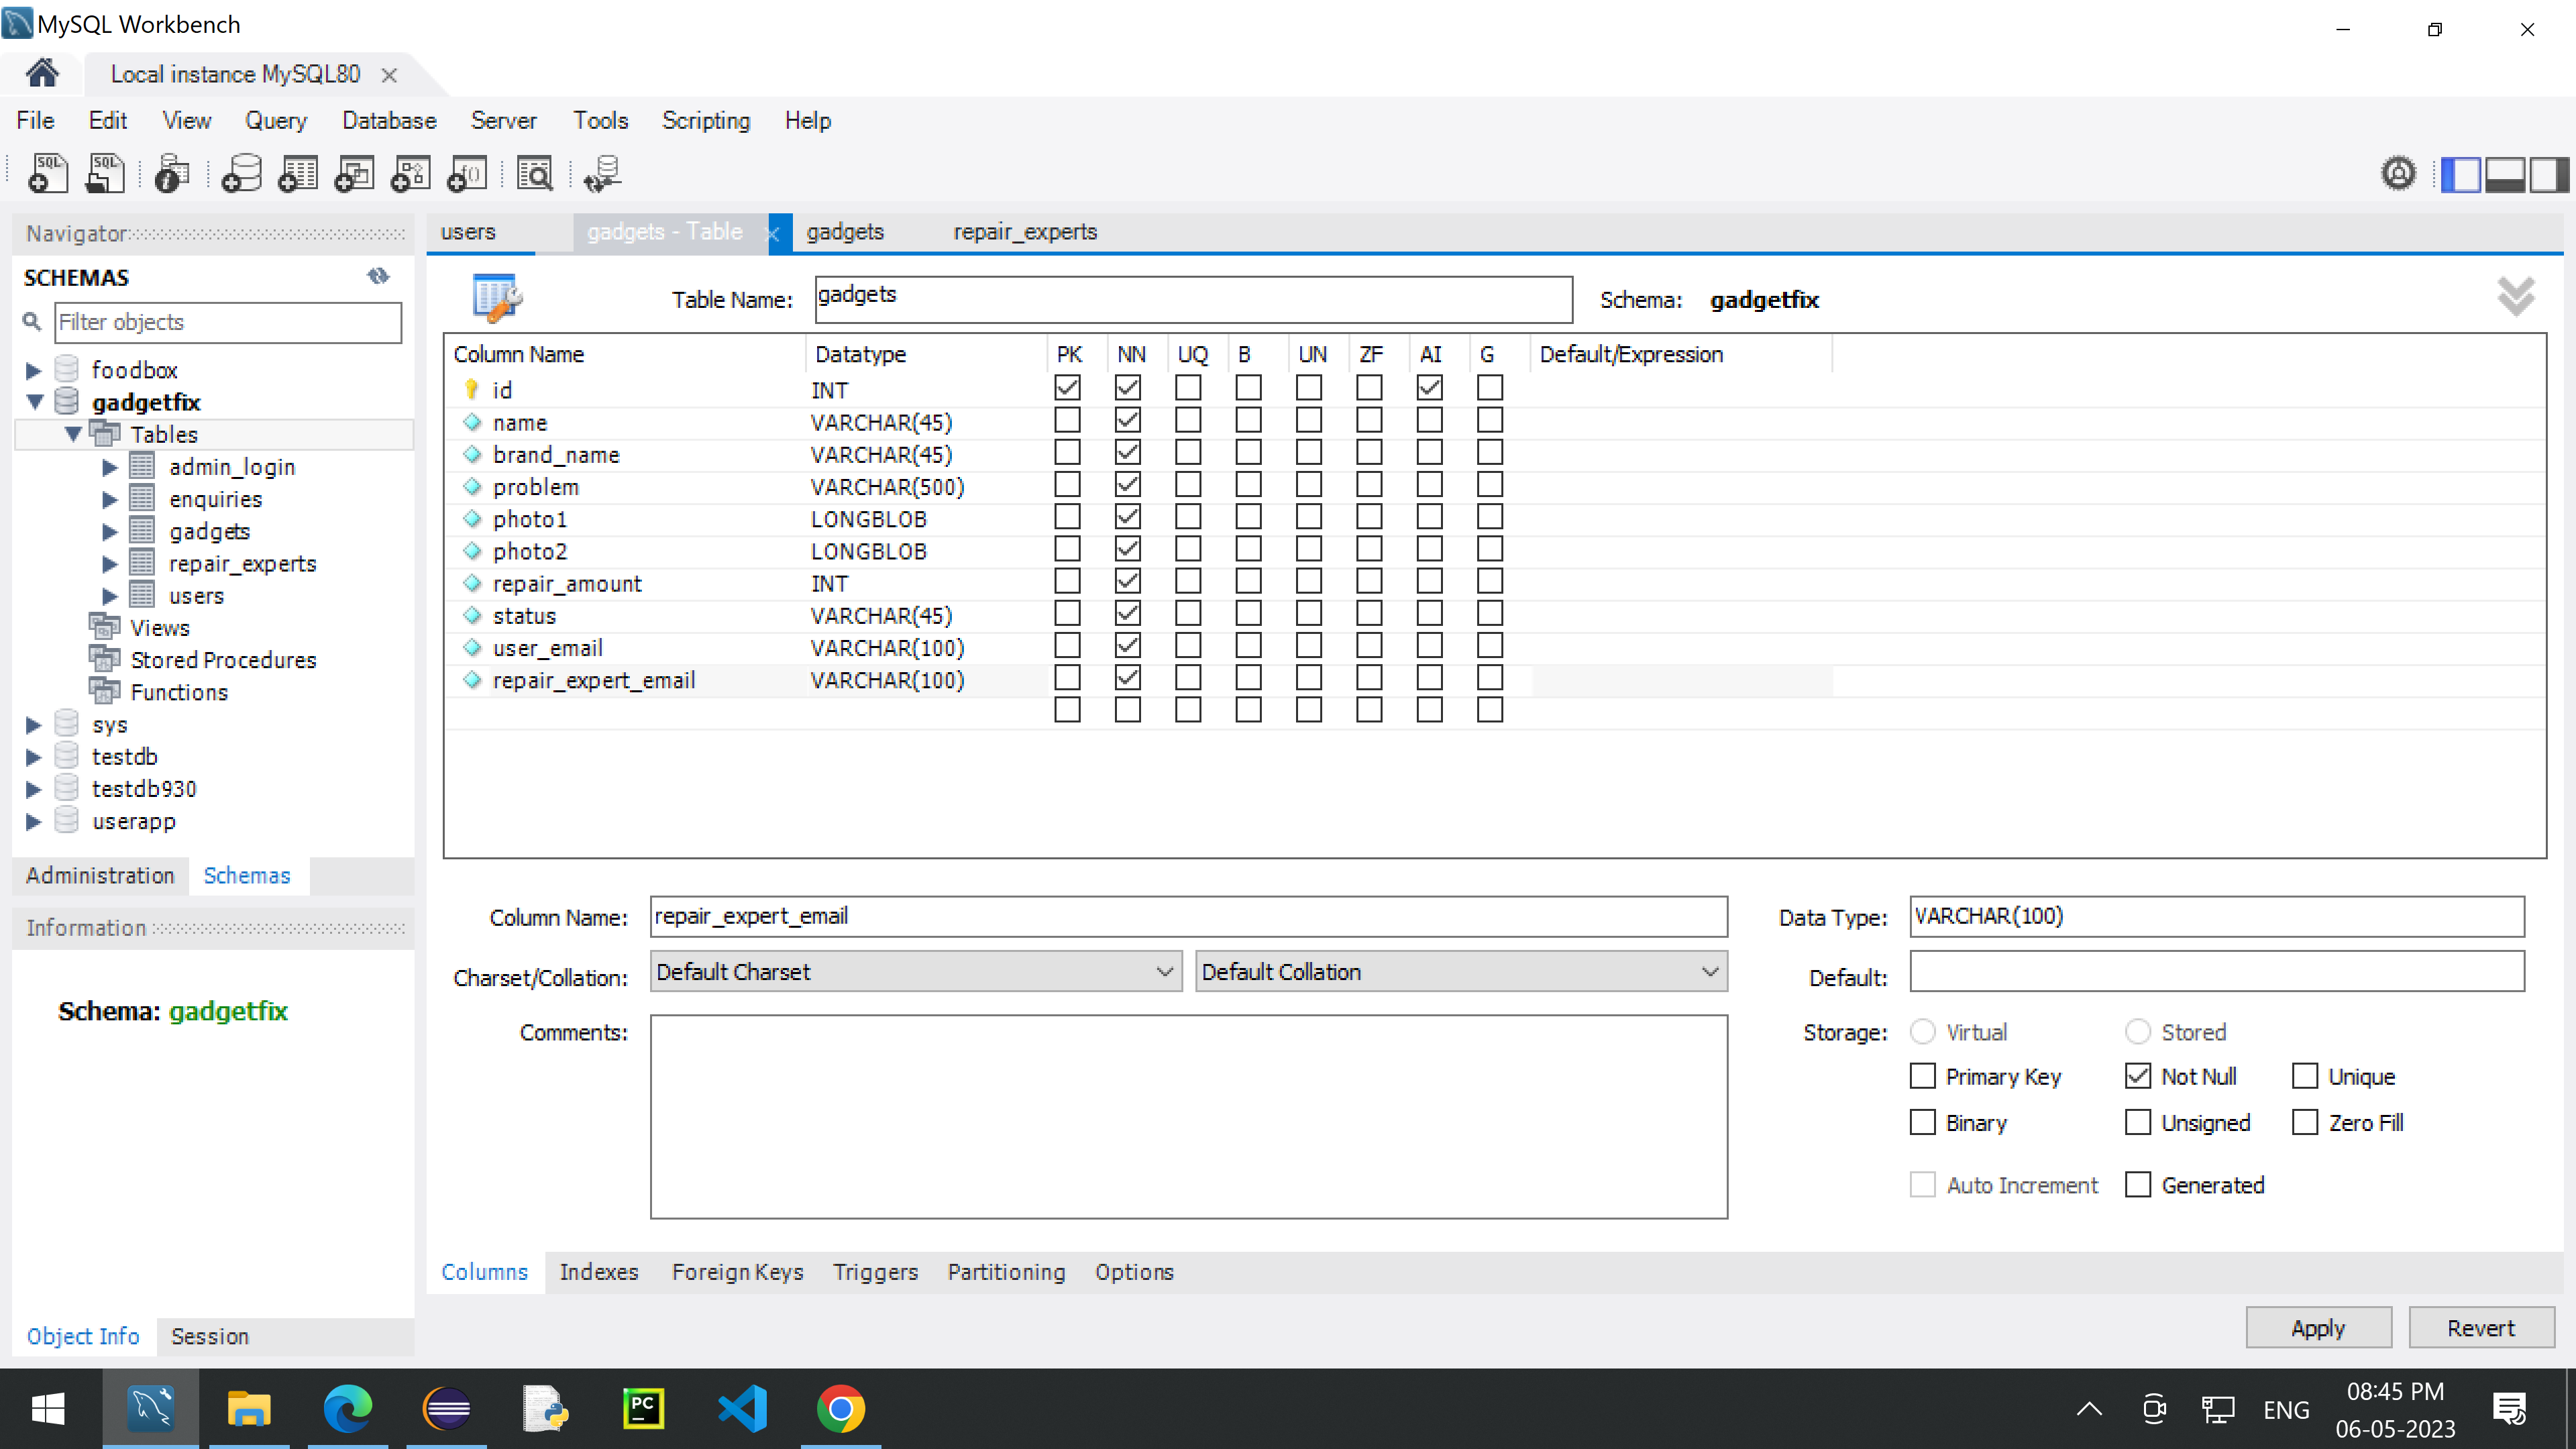 MySQL Workbench
Local instance MySQL80
File Edit View Query Database Server Tools Scripting Help
Navigator
SCHEMAS
Filter objects
foodbox
gadgetfix
Tables
admin_login
enquiries
gadgets
repair_experts
users
Views
Stored Procedures
Functions
sys
testdb
testdb930
userapp
Administration Schemas
Information
Schema: gadgetfix
Object Info Session
users gadgets - Table gadgets repair_experts
Table Name: gadgets Schema: gadgetfix
Column Name Datatype PK NN UQ B UN ZF AI G Default/Expression
id INT
name VARCHAR(45)
brand_name VARCHAR(45)
problem VARCHAR(500)
photo1 LONGBLOB
photo2 LONGBLOB
repair_amount INT
status VARCHAR(45)
user_email VARCHAR(100)
repair_expert_email VARCHAR(100)
Column Name: repair_expert_email Data Type: VARCHAR(100)
Charset/Collation: Default Charset Default Collation Default:
Comments: Storage: Virtual Stored
Primary Key Not Null Unique
Binary Unsigned Zero Fill
Auto Increment Generated
Columns Indexes Foreign Keys Triggers Partitioning Options
Apply Revert
ENG
08:45 PM
06-05-2023